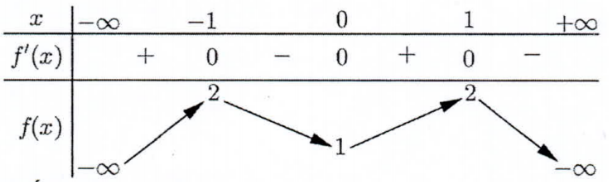 x −∞ −1 0 1 +∞
f′(x) + 0 − 0 + 0 −
2 2
f(x) 1
−∞ −∞